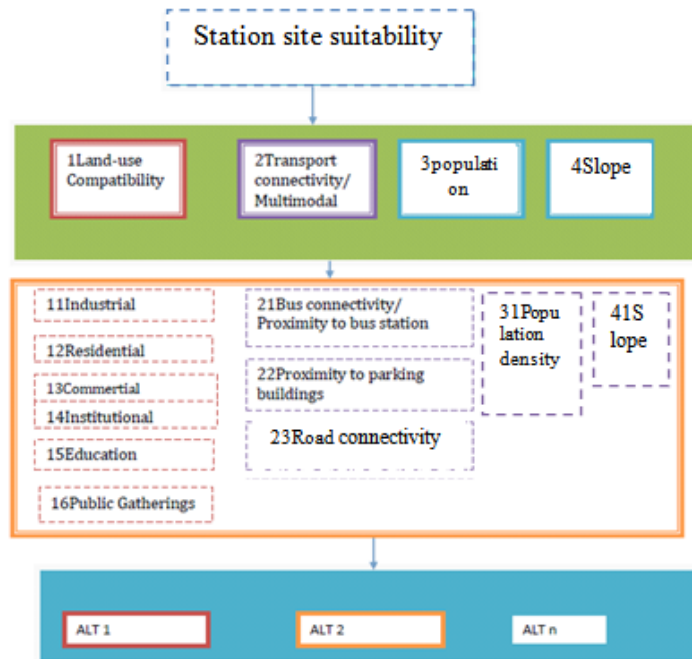 Station site suitability
1Land-use
Compatibility
2Transport
connectivity/
Multimodal
3populati
on
4Slope
11Industrial
12Residential
13Commertial
14Institutional
15Education
16Public Gatherings
21Bus connectivity/
Proximity to bus station
22Proximity to parking
buildings
23Road connectivity
31Popu
lation
density
41S
lope
ALT 1
ALT 2
ALT n